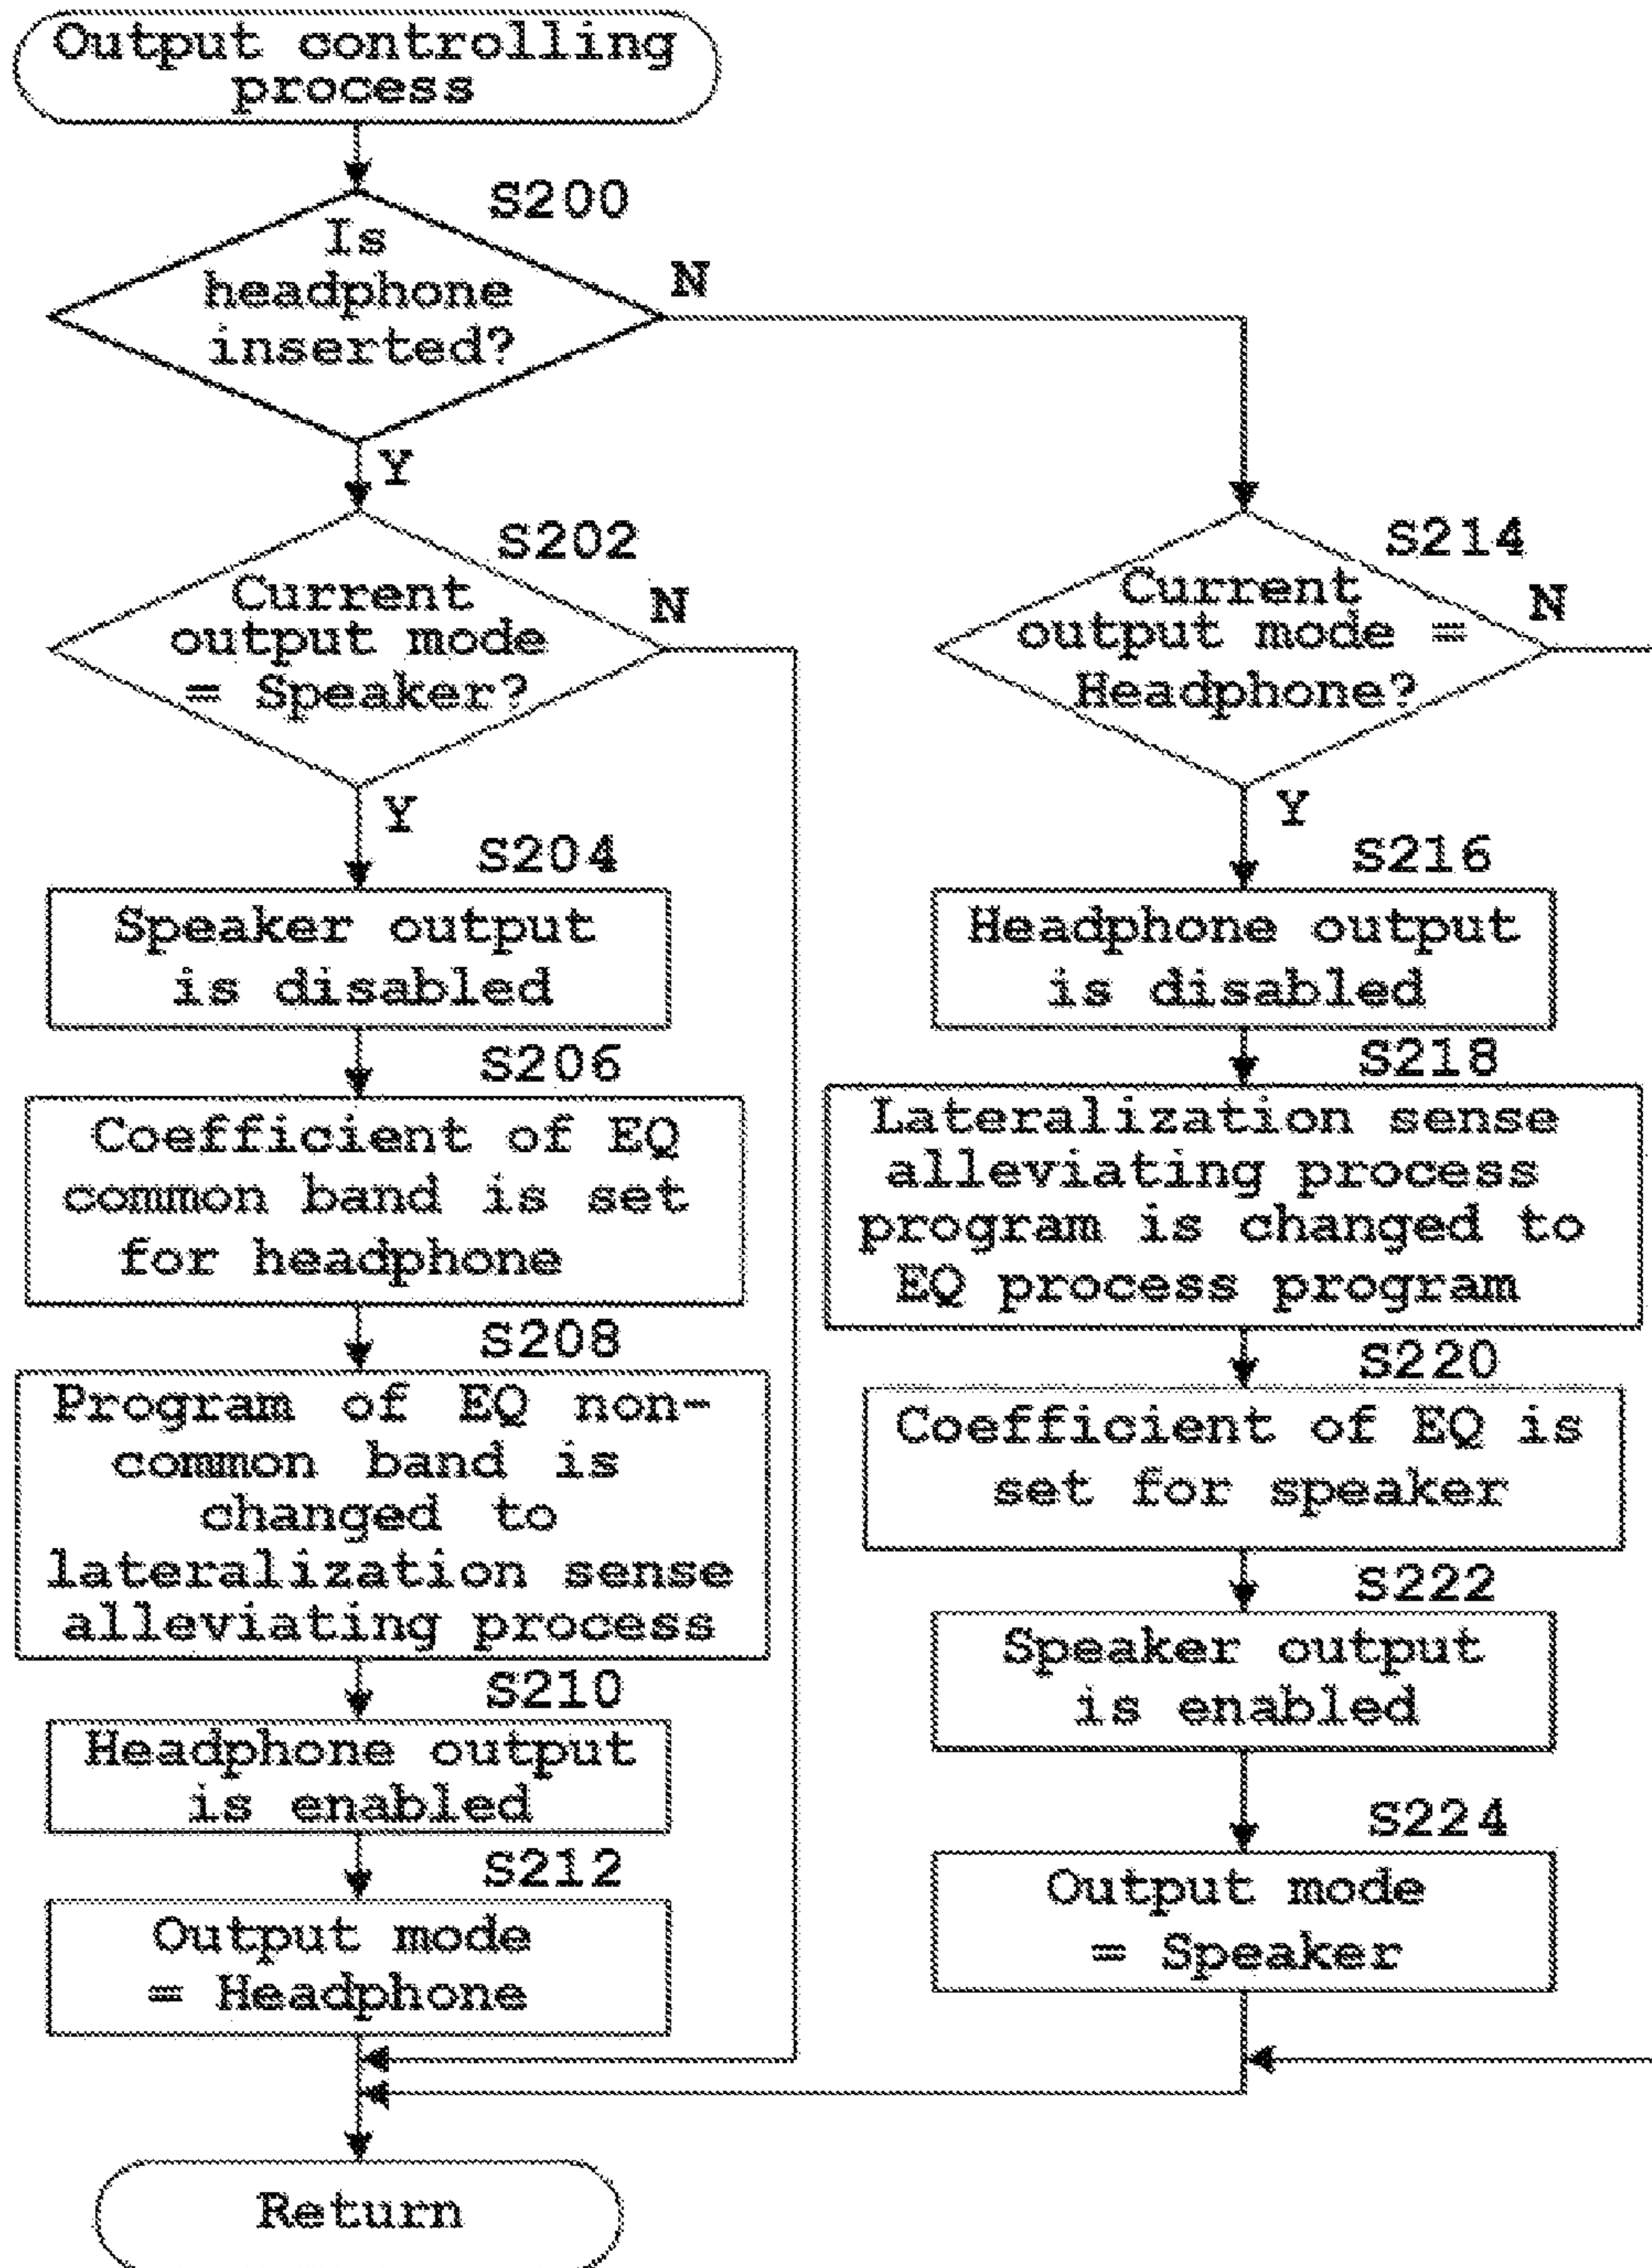 Output controlling
process
S200
Is
headphone
inserted?
N
Y
S202
Current
output mode
= Speaker?
N
Y
S204
Speaker output
is disabled
S206
Coefficient of EQ
common band is set
for headphone
S208
Program of EQ non-
common band is
changed to
lateralization sense
alleviating process
S210
Headphone output
is enabled
S212
Output mode
= Headphone
S214
Current
output mode =
Headphone?
N
Y
S216
Headphone output
is disabled
S218
Lateralization sense
alleviating process
program is changed to
EQ process program
S220
Coefficient of EQ is
set for speaker
S222
Speaker output
is enabled
S224
Output mode
= Speaker
Return